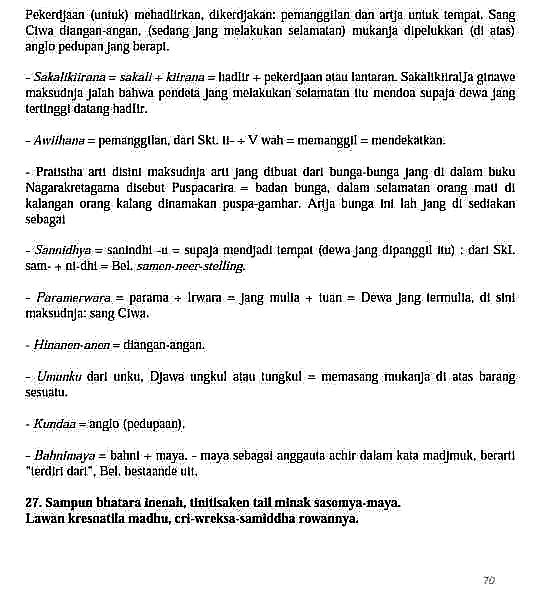 Pekerdjaan (untuk) mehadlirkan, dikerdjakan: pemanggilan dan artja untuk tempat. Sang
Ciwa diangan-angan, (sedang jang melakukan selamatan) mukanja dipelukkan (di atas)
anglo pedupan jang berapi.
- Sakalikiirana = sakali + kiirana = hadlir + pekerdjaan atau lantaran. Sakalikiiralja ginawe
maksudnja jalah bahwa pendeta jang melakukan selamatan itu mendoa supaja dewa jang
tertinggi datang hadlir.
- Awiihana = pemanggilan, dari Skt. ii- + V wah = memanggil = mendekatkan.
- Pratistha arti disini maksudnja arti jang dibuat dari bunga-bunga jang di dalam buku
Nagarakretagama disebut Puspacarira = badan bunga, dalam selamatan orang mati di
kalangan orang kalang dinamakan puspa-gambar. Artja bunga ini lah jang di sediakan
sebagai
- Sannidhya = sanindhi -u = supaja mendjadi tempat (dewa jang dipanggil itu) : dari Skl.
sam- + ni-dhi = Bel. samen-neer-stelling.
- Paramerwara = parama + irwara = jang mulia + tuan = Dewa jang termulia, di sini
maksudnja: sang Ciwa.
- Hinanen-anen = diangan-angan.
- Umunku dari unku, Djawa ungkul atau tungkul = memasang mukanja di atas barang
sesuatu.
- Kundaa = anglo (pedupaan).
- Bahnimaya = bahni + maya. - maya sebagai anggauta achir dalam kata madjmuk, berarti
"terdiri dari", Bel. bestaande uit.
27. Sampun bhatara inenah, tinitisaken tail minak sasomya-maya.
Lawan kresnatila madhu, cri-wreksa-samiddha rowannya.
70